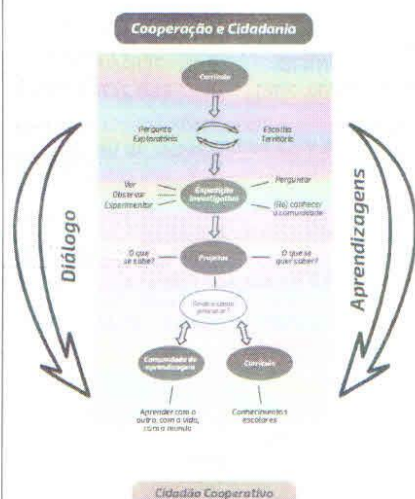 Cooperação e Cidadania
Currículo
Pergunta
Exploratória
Escolha
Território
Ver
Observar
Experimentar
Expedição
Investigativa
Perguntar
(Re) conhecer
a comunidade
O que
se sabe?
Projetos
O que se
quer saber?
procurar?
Comunidade de
aprendizagem
Currículo
Aprender com o
outro, com a vida,
com o mundo
Conhecimentos
escolares
Diálogo
Aprendizagens
Cidadão Cooperativo